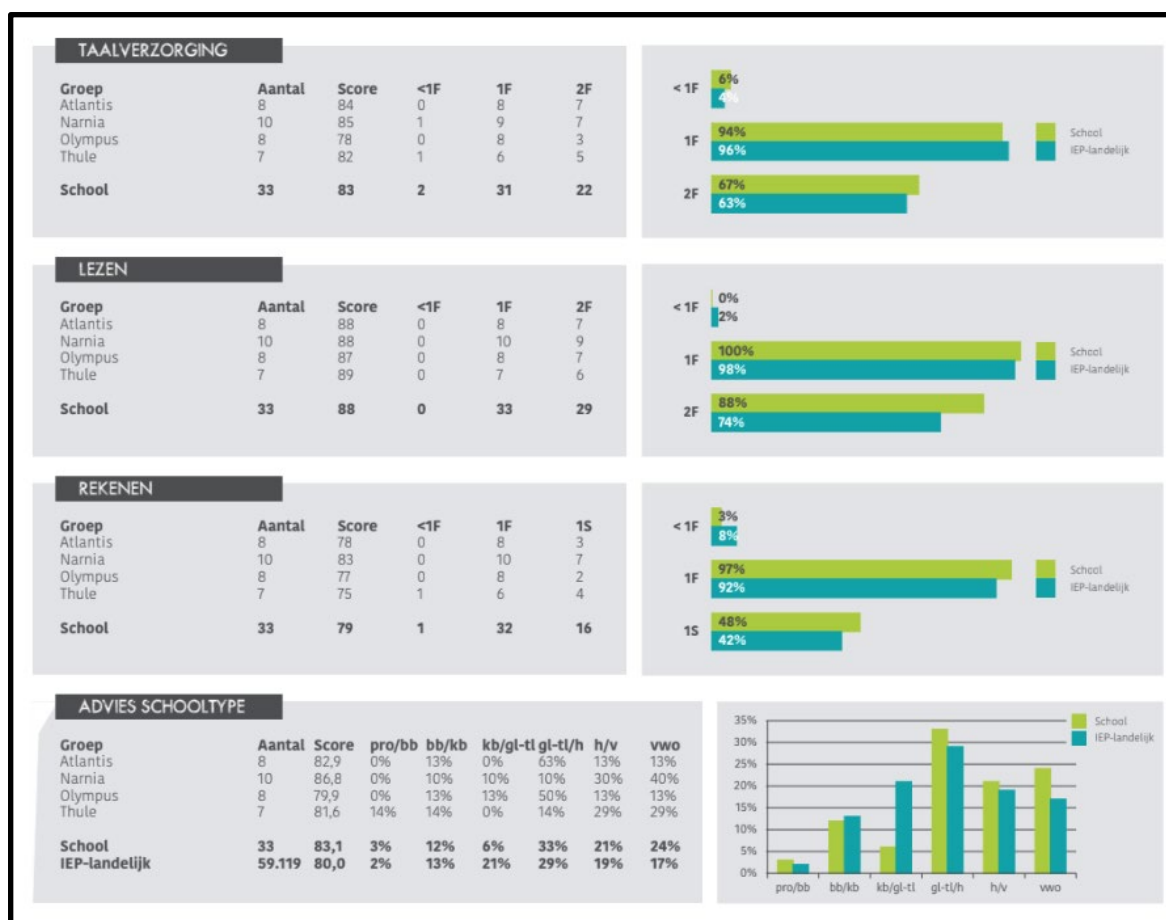 TAALVERZORGING
Groep Aantal Score <1F 1F 2F
Atlantis 8 84 0 8 7
Narnia 10 85 1 9 7
Olympus 8 78 0 8 3
Thule 7 82 1 6 5
School 33 83 2 31 22
< 1F 6%
4%
1F 94%
96%
2F 67%
63%
School
IEP-landelijk
LEZEN
Groep Aantal Score <1F 1F 2F
Atlantis 8 88 0 8 7
Narnia 10 88 0 10 9
Olympus 8 87 0 8 7
Thule 7 89 0 7 6
School 33 88 0 33 29
< 1F 0%
2%
1F 100%
98%
2F 88%
74%
School
IEP-landelijk
REKENEN
Groep Aantal Score <1F 1F 1S
Atlantis 8 78 0 8 3
Narnia 10 83 0 10 7
Olympus 8 77 0 8 2
Thule 7 75 1 6 4
School 33 79 1 32 16
< 1F 3%
8%
1F 97%
92%
1S 48%
42%
School
IEP-landelijk
ADVIES SCHOOLTYPE
Groep Aantal Score pro/bb bb/kb kb/gl-tl gl-tl/h h/v vwo
Atlantis 8 82,9 0% 13% 0% 63% 13% 13%
Narnia 10 86,8 0% 10% 10% 10% 30% 40%
Olympus 8 79,9 0% 13% 13% 50% 13% 13%
Thule 7 81,6 14% 14% 0% 14% 29% 29%
School 33 83,1 3% 12% 6% 33% 21% 24%
IEP-landelijk 59.119 80,0 2% 13% 21% 29% 19% 17%
35%
30%
25%
20%
15%
10%
5%
0%
pro/bb bb/kb kb/gl-tl gl-tl/h h/v vwo
School
IEP-landelijk